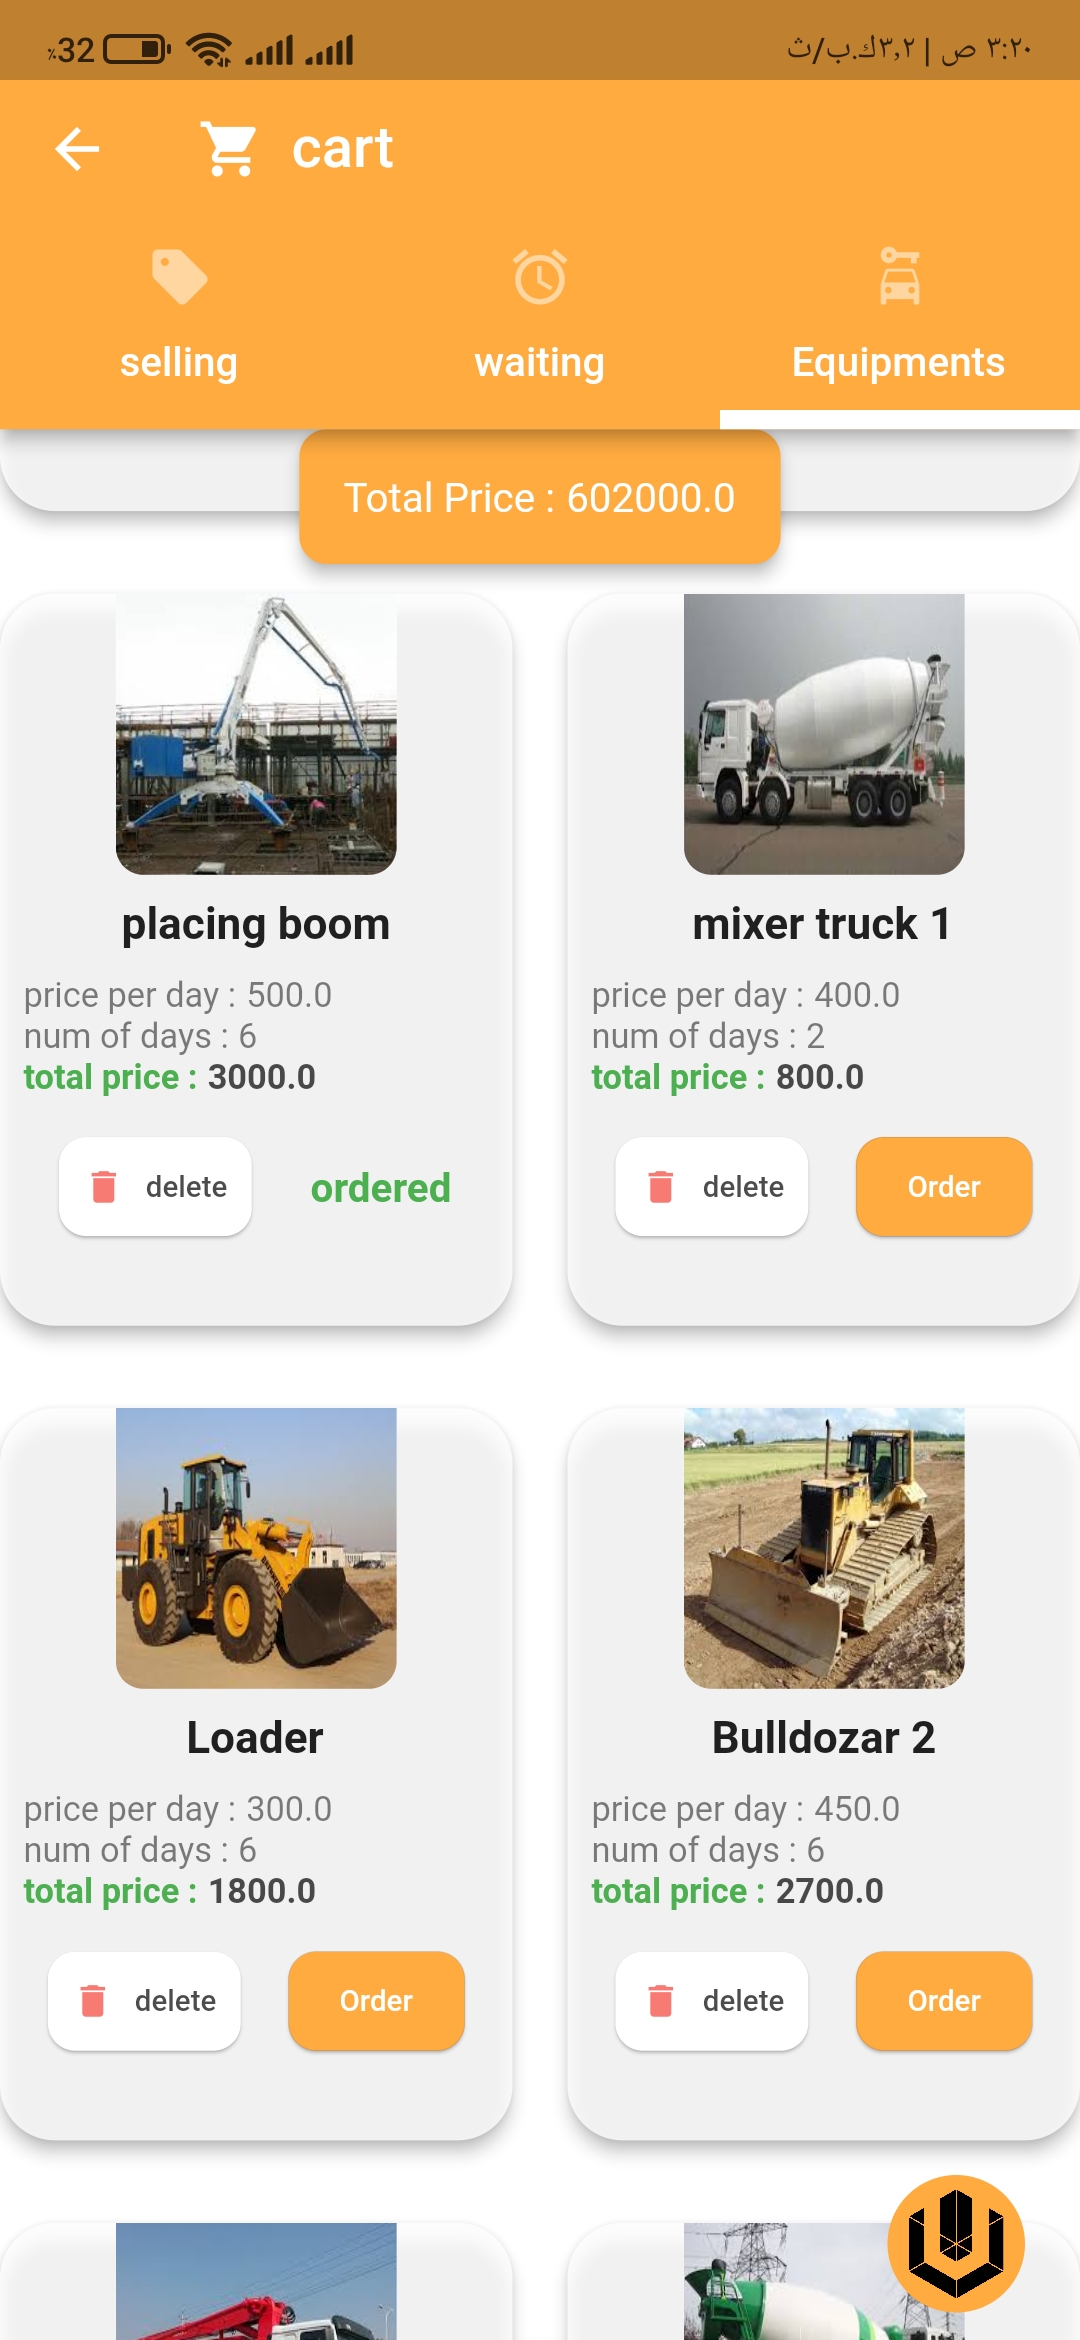 ٪32
٣:٢٠ ص | ٣٫٢ك.ب/ث
cart
selling
waiting
Equipments
Total Price : 602000.0
placing boom
price per day : 500.0
num of days : 6
total price : 3000.0
delete
ordered
mixer truck 1
price per day : 400.0
num of days : 2
total price : 800.0
delete
Order
Loader
price per day : 300.0
num of days : 6
total price : 1800.0
delete
Order
Bulldozar 2
price per day : 450.0
num of days : 6
total price : 2700.0
delete
Order